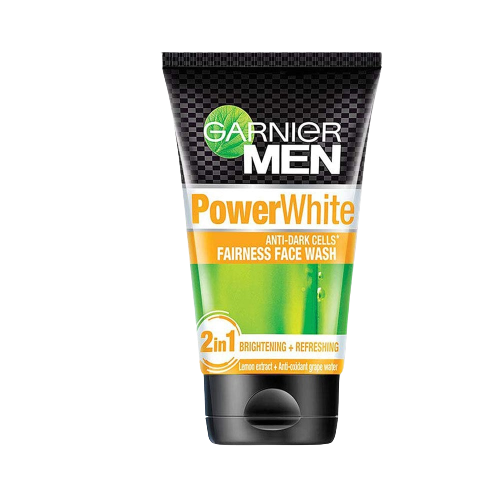 GARNIER
MEN
PowerWhite
ANTI-DARK CELLS*
FAIRNESS FACE WASH
2in1
BRIGHTENING + REFRESHING
Lemon extract + Anti-oxidant grape water